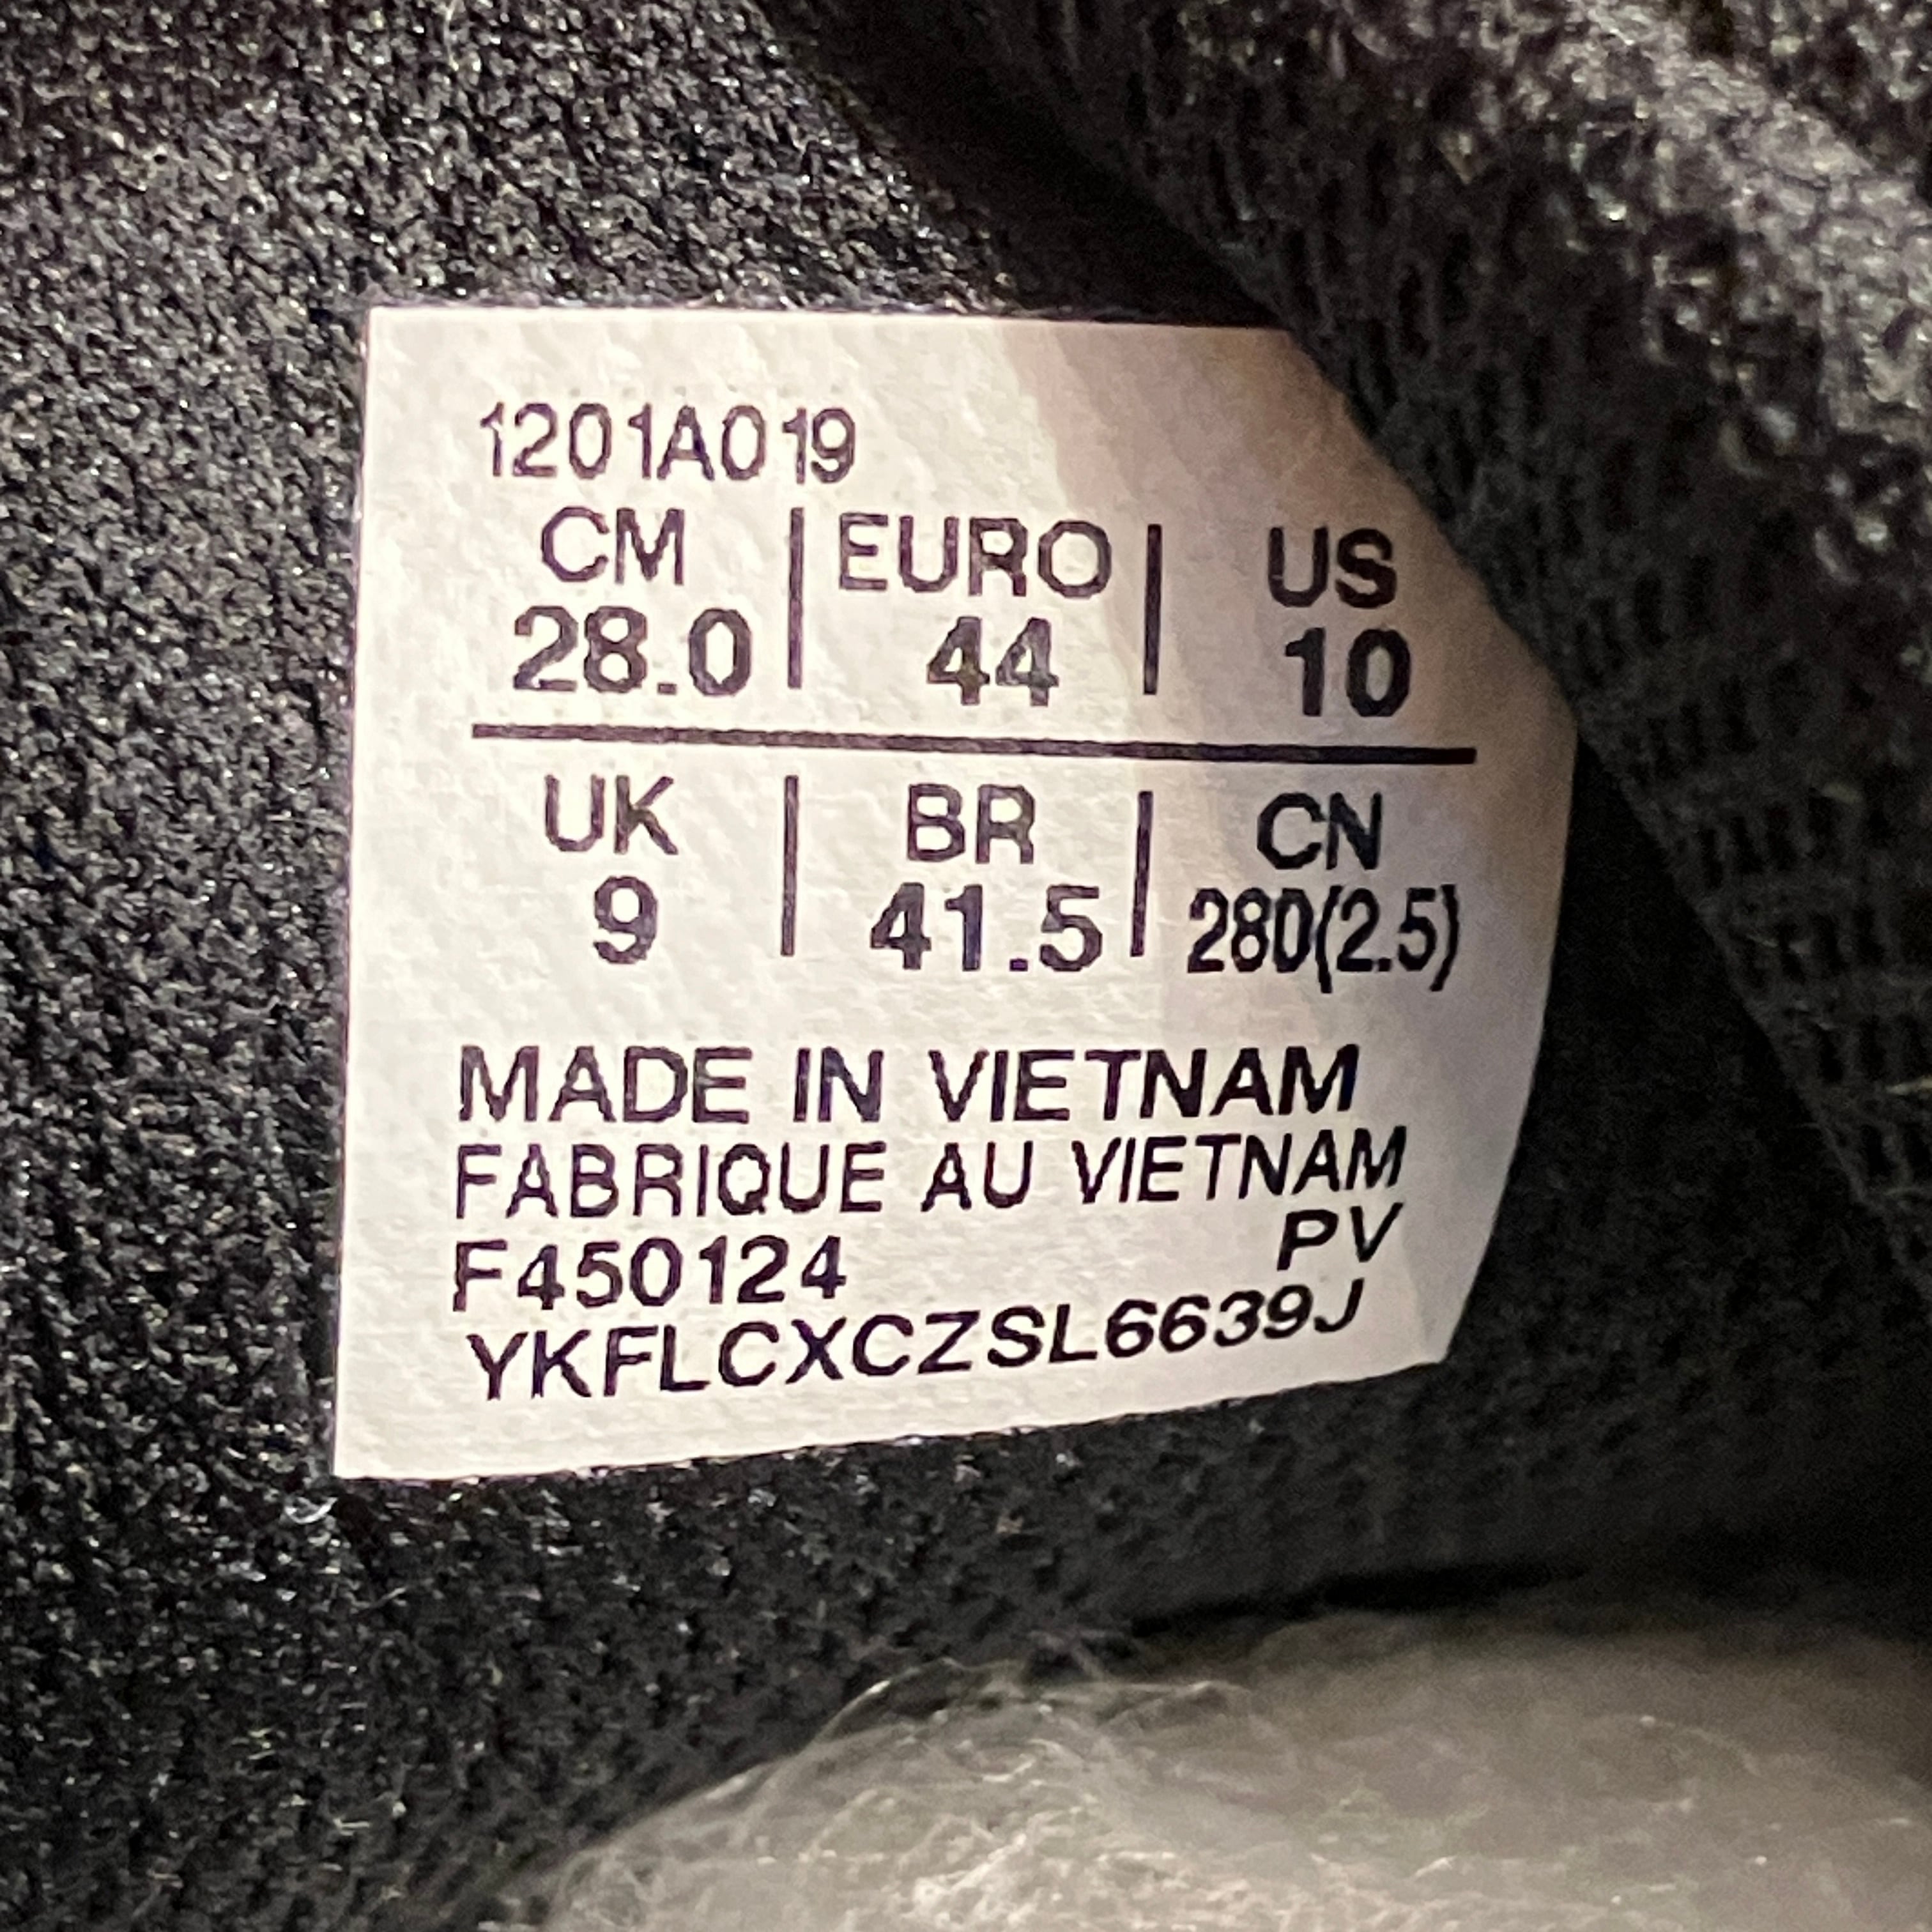 1201A019
CM | EURO | US
28.0 | 44 | 10
UK | BR | CN
9 | 41.5 | 280(2.5)
MADE IN VIETNAM
FABRIQUE AU VIETNAM
PV
F450124
YKFLCXCZSL6639J